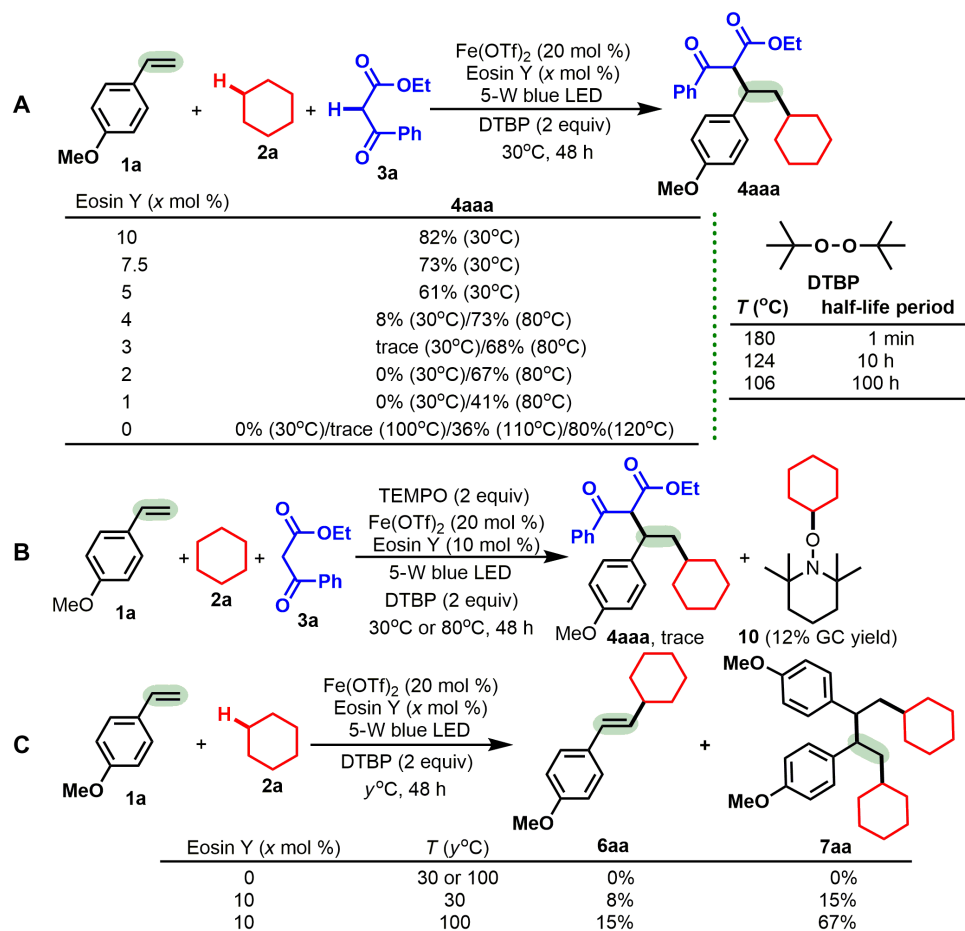 A
H
MeO
1a
+
2a
+
H
OEt
O
O
Ph
3a
Fe(OTf)2 (20 mol %)
Eosin Y (x mol %)
5-W blue LED
DTBP (2 equiv)
30°C, 48 h
O
O
OEt
Ph
MeO
4aaa
Eosin Y (x mol %) 4aaa
10 82% (30°C)
7.5 73% (30°C)
5 61% (30°C)
4 8% (30°C)/73% (80°C)
3 trace (30°C)/68% (80°C)
2 0% (30°C)/67% (80°C)
1 0% (30°C)/41% (80°C)
0 0% (30°C)/trace (100°C)/36% (110°C)/80%(120°C)
O-O
DTBP
T (°C) half-life period
180 1 min
124 10 h
106 100 h
B
MeO
1a
+
2a
+
O
OEt
O
Ph
3a
TEMPO (2 equiv)
Fe(OTf)2 (20 mol %)
Eosin Y (10 mol %)
5-W blue LED
DTBP (2 equiv)
30°C or 80°C, 48 h
O
O
OEt
Ph
MeO
4aaa, trace
+
O
N
10 (12% GC yield)
C
MeO
1a
+
H
2a
Fe(OTf)2 (20 mol %)
Eosin Y (x mol %)
5-W blue LED
DTBP (2 equiv)
y°C, 48 h
MeO
6aa
+
MeO
MeO
7aa
Eosin Y (x mol %) T (y°C) 6aa 7aa
0 30 or 100 0% 0%
10 30 8% 15%
10 100 15% 67%